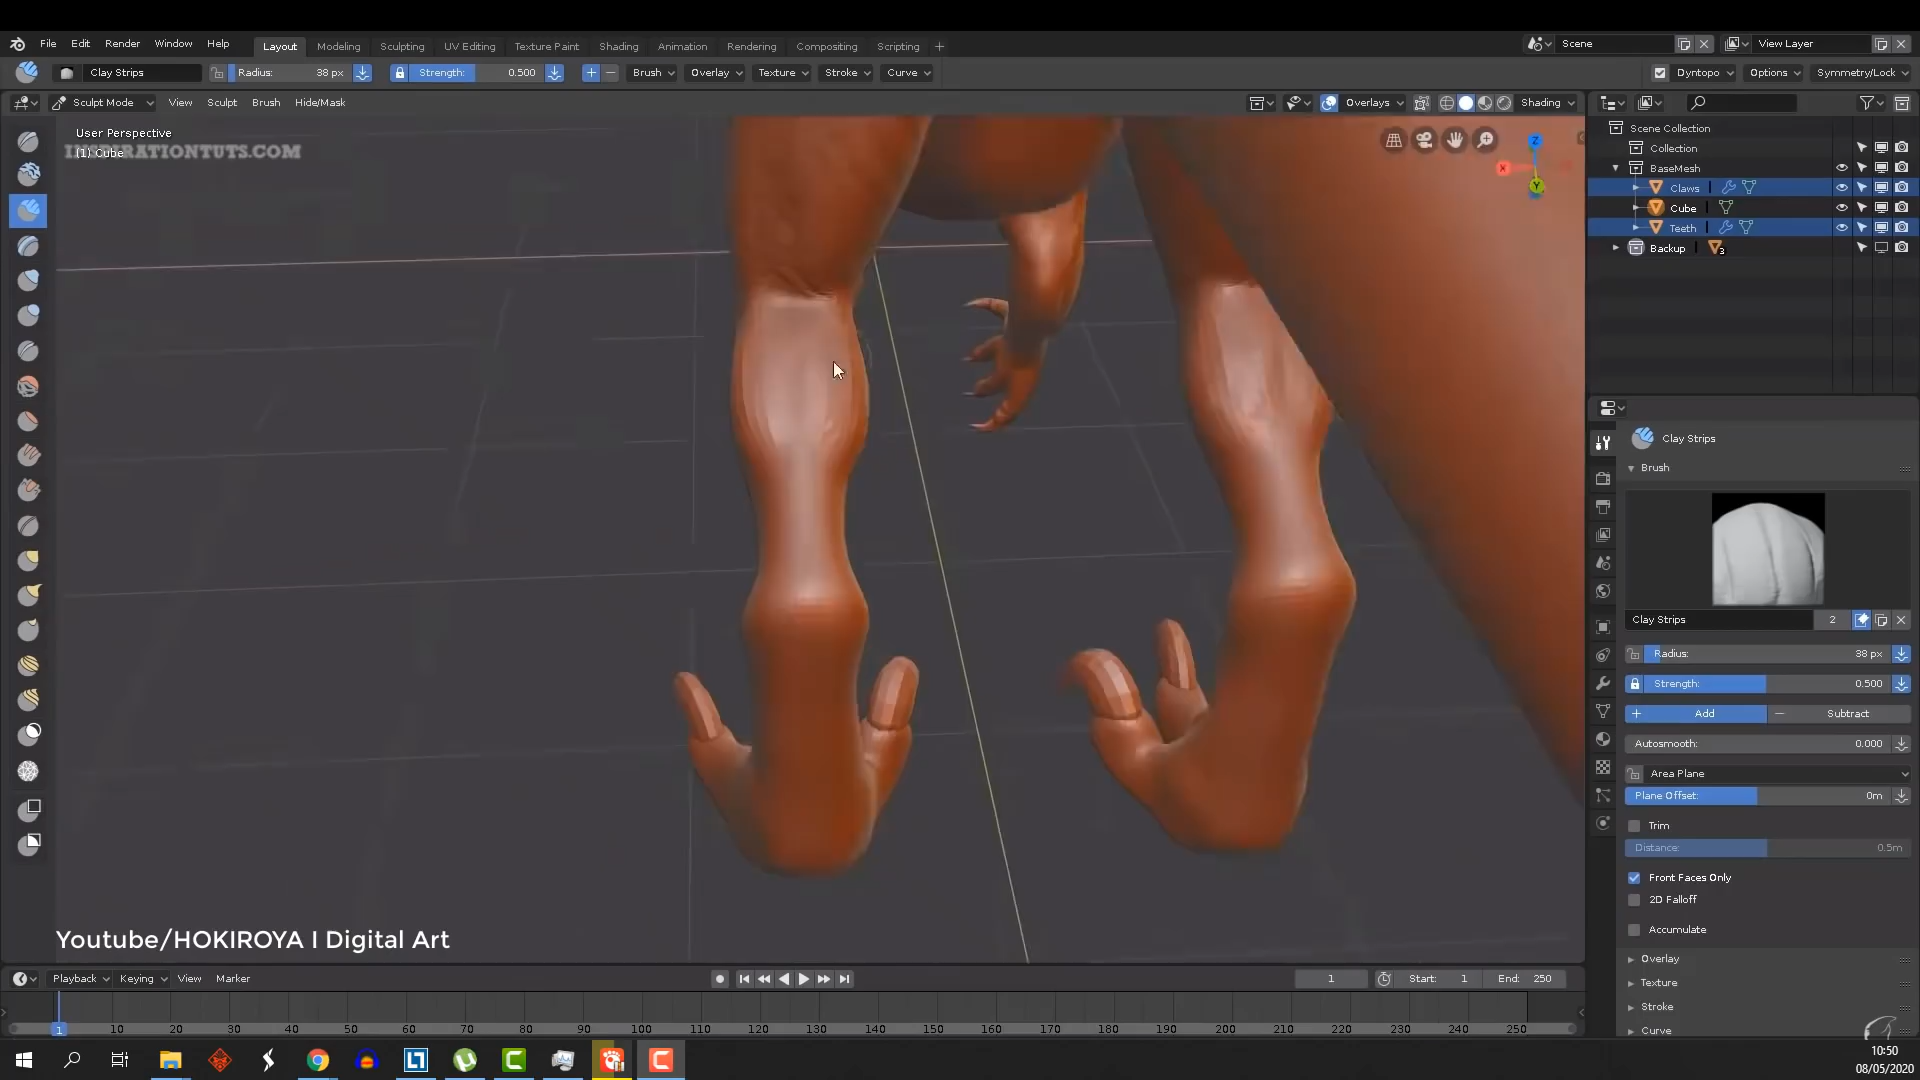 File Edit Render Window Help Layout Modeling Sculpting UV Editing Texture Paint Shading Animation Rendering Compositing Scripting + Scene View Layer
Clay Strips Radius: 38 px Strength: 0.500 Brush Overlay Texture Stroke Curve Dyntopo Options Symmetry/Lock
Sculpt Mode View Sculpt Brush Hide/Mask Overlays Shading
User Perspective
(1) Cube
INSPIRATIONTUTS.COM
Z
X
Y
Scene Collection
Collection
BaseMesh
Claws
Cube
Teeth
Backup 3
Clay Strips
Brush
Clay Strips 2
Radius: 38 px
Strength: 0.500
Add Subtract
Autosmooth: 0.000
Area Plane
Plane Offset: 0m
Trim
Distance: 0.5m
Front Faces Only
2D Falloff
Accumulate
Overlay
Texture
Stroke
Curve
Youtube/HOKIROYA I Digital Art
Playback Keying View Marker 1 Start: 1 End: 250
1 10 20 30 40 50 60 70 80 90 100 110 120 130 140 150 160 170 180 190 200 210 220 230 240 250
10:50
08/05/2020